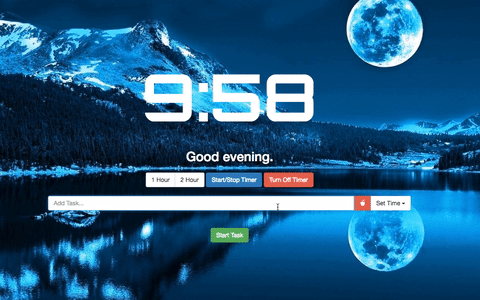 9:58
Good evening.
1 Hour 2 Hour Start/Stop Timer Turn Off Timer
Add Task... Set Time
Start Task